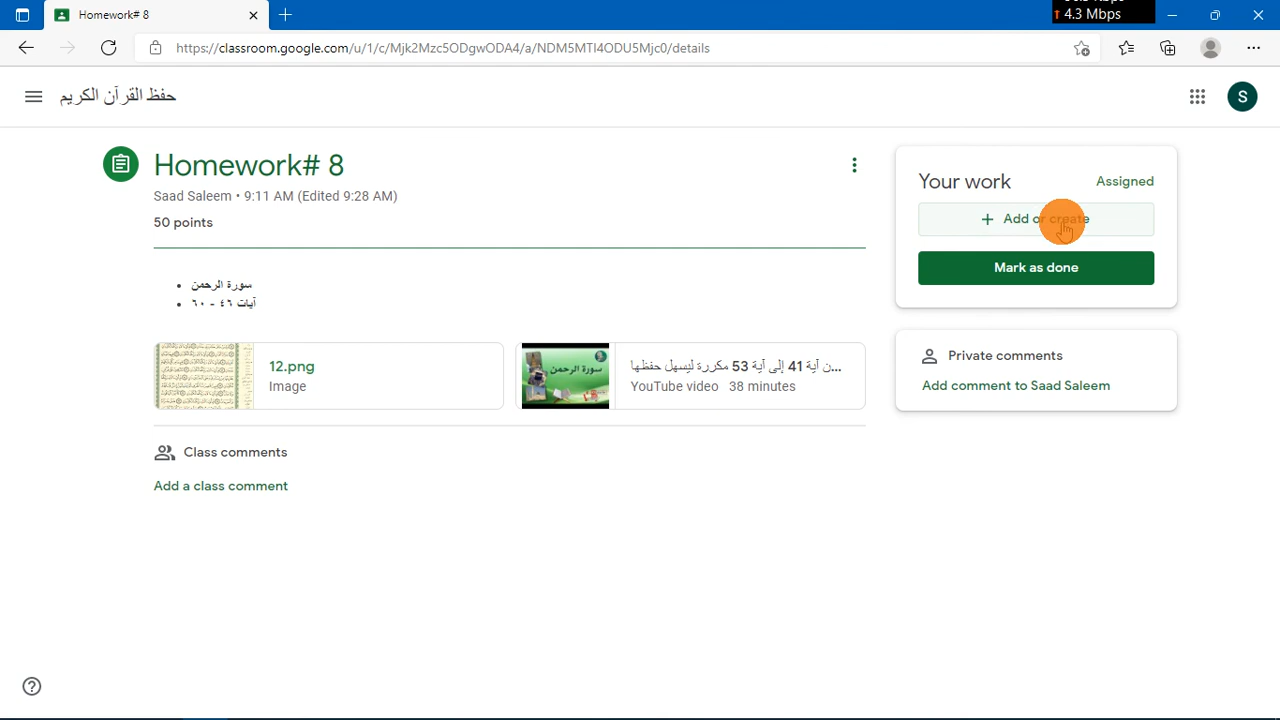 Homework# 8
4.3 Mbps
https://classroom.google.com/u/1/c/Mjk2Mzc5ODgwODA4/a/NDM5MTI4ODU5Mjc0/details
حفظ القرآن الكريم
S
Homework# 8
Saad Saleem • 9:11 AM (Edited 9:28 AM)
50 points
• سورة الرحمن
• آيات ٤٦ - ٦٠
12.png
Image
سورة الرحمن
...ن آية 41 إلى آية 53 مكررة ليسهل حفظها
YouTube video 38 minutes
Class comments
Add a class comment
Your work
Assigned
+ Add or create
Mark as done
Private comments
Add comment to Saad Saleem